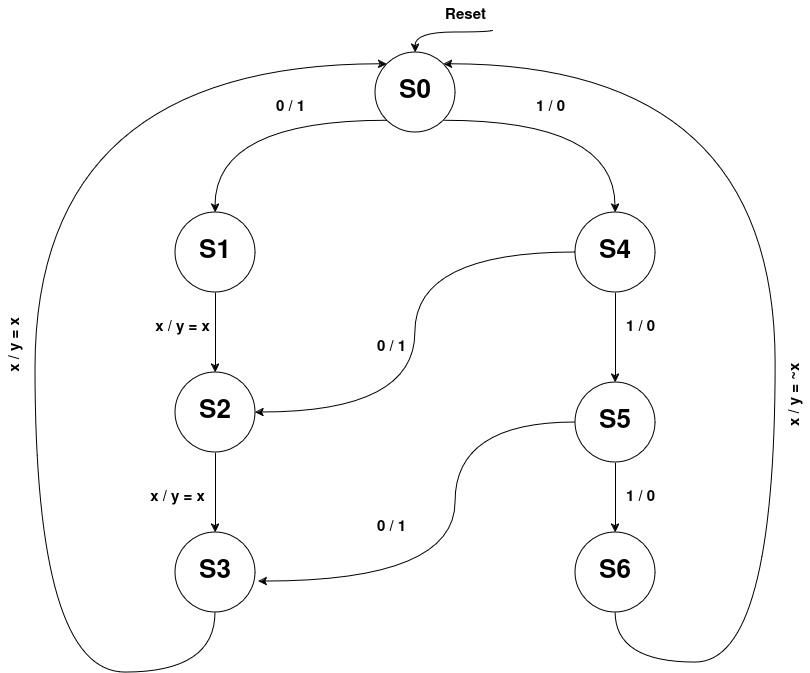 Reset
S0
0 / 1
1 / 0
S1
S4
x / y = x
x / y = x
0 / 1
1 / 0
x / y = ~x
S2
S5
x / y = x
0 / 1
1 / 0
S3
S6